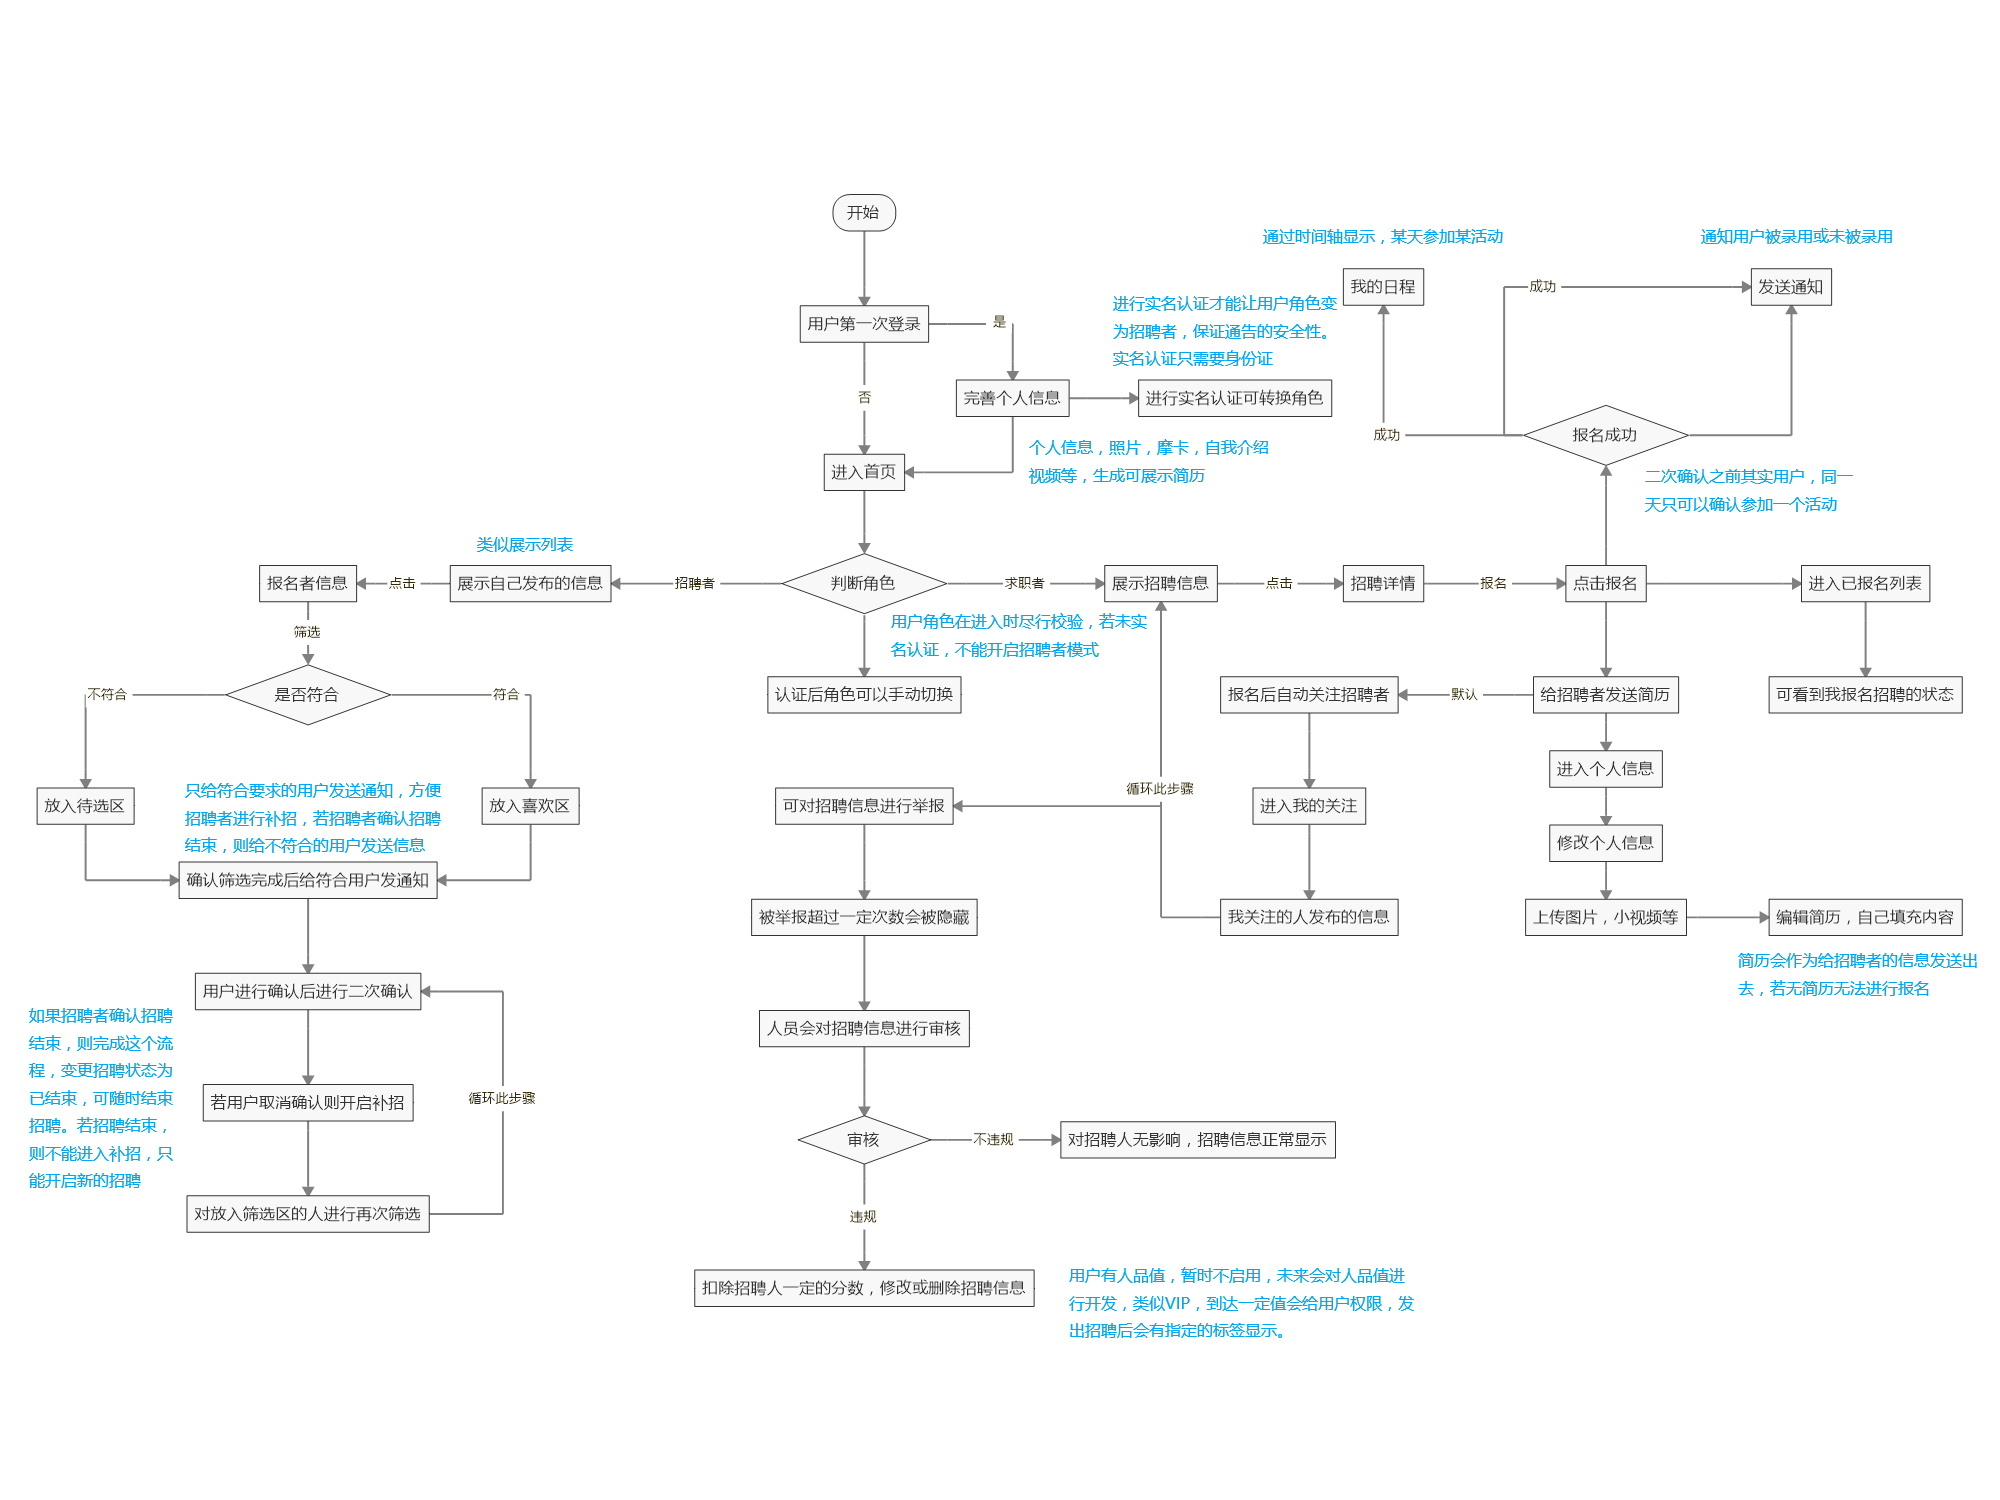 开始
通过时间轴显示，某天参加某活动
通知用户被录用或未被录用
我的日程
成功
发送通知
用户第一次登录
是
进行实名认证才能让用户角色变
为招聘者，保证通告的安全性。
实名认证只需要身份证
否
完善个人信息
进行实名认证可转换角色
成功
报名成功
进入首页
个人信息，照片，摩卡，自我介绍
视频等，生成可展示简历
二次确认之前其实用户，同一
天只可以确认参加一个活动
类似展示列表
报名者信息
点击
展示自己发布的信息
招聘者
判断角色
求职者
展示招聘信息
点击
招聘详情
报名
点击报名
进入已报名列表
筛选
用户角色在进入时尽行校验，若未实
名认证，不能开启招聘者模式
不符合
是否符合
符合
认证后角色可以手动切换
报名后自动关注招聘者
默认
给招聘者发送简历
可看到我报名招聘的状态
进入个人信息
只给符合要求的用户发送通知，方便
招聘者进行补招，若招聘者确认招聘
结束，则给不符合的用户发送信息
放入待选区
放入喜欢区
可对招聘信息进行举报
循环此步骤
进入我的关注
修改个人信息
确认筛选完成后给符合用户发通知
被举报超过一定次数会被隐藏
我关注的人发布的信息
上传图片，小视频等
编辑简历，自己填充内容
简历会作为给招聘者的信息发送出
去，若无简历无法进行报名
用户进行确认后进行二次确认
人员会对招聘信息进行审核
如果招聘者确认招聘
结束，则完成这个流
程，变更招聘状态为
已结束，可随时结束
招聘。若招聘结束，
则不能进入补招，只
能开启新的招聘
若用户取消确认则开启补招
循环此步骤
审核
不违规
对招聘人无影响，招聘信息正常显示
对放入筛选区的人进行再次筛选
违规
扣除招聘人一定的分数，修改或删除招聘信息
用户有人品值，暂时不启用，未来会对人品值进
行开发，类似VIP，到达一定值会给用户权限，发
出招聘后会有指定的标签显示。